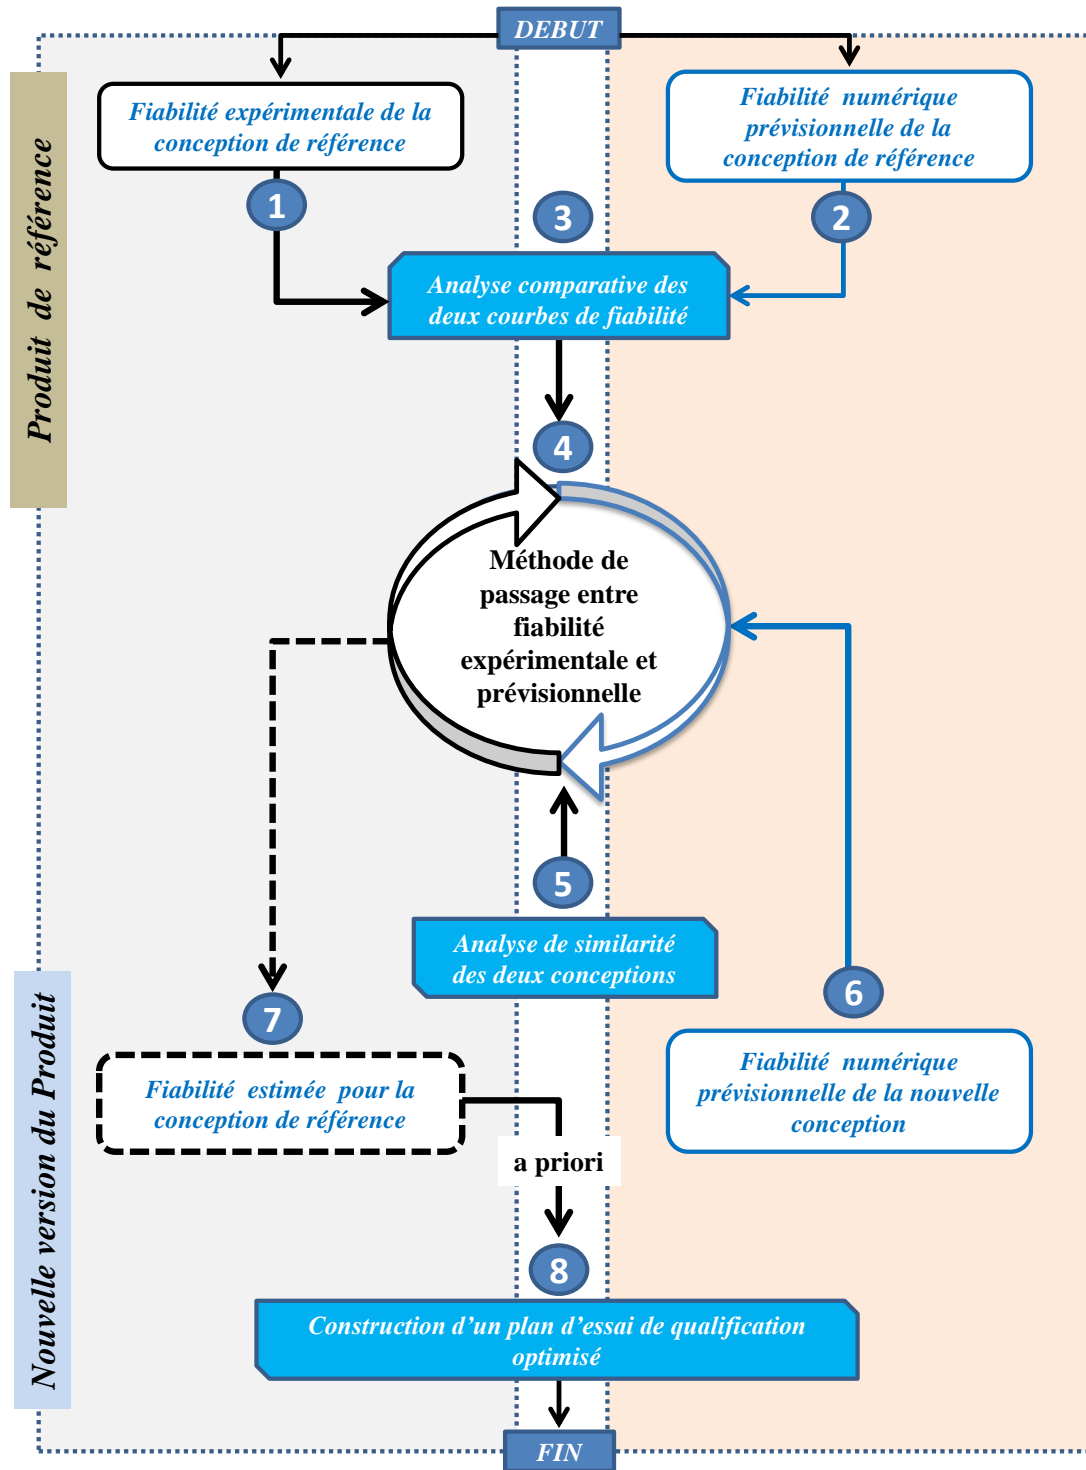 DEBUT
Produit de référence
Fiabilité expérimentale de la
conception de référence
Fiabilité numérique
prévisionnelle de la
conception de référence
1
3
2
Analyse comparative des
deux courbes de fiabilité
4
Méthode de
passage entre
fiabilité
expérimentale et
prévisionnelle
5
Analyse de similarité
des deux conceptions
Nouvelle version du Produit
7
6
Fiabilité estimée pour la
conception de référence
Fiabilité numérique
prévisionnelle de la nouvelle
conception
a priori
8
Construction d’un plan d’essai de qualification
optimisé
FIN